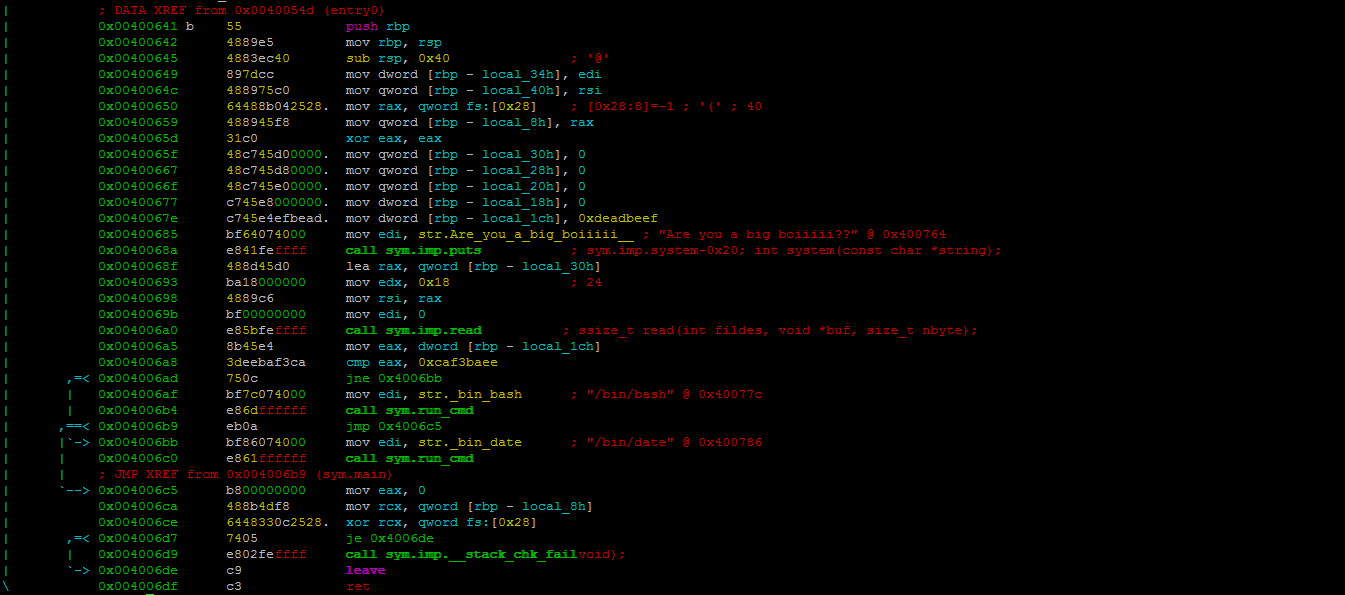 | ; DATA XREF from 0x0040054d (entry0)
| 0x00400641 b 55 push rbp
| 0x00400642 4889e5 mov rbp, rsp
| 0x00400645 4883ec40 sub rsp, 0x40 ; '@'
| 0x00400649 897dcc mov dword [rbp - local_34h], edi
| 0x0040064c 488975c0 mov qword [rbp - local_40h], rsi
| 0x00400650 64488b042528. mov rax, qword fs:[0x28] ; [0x28:8]=-1 ; '(' ; 40
| 0x00400659 488945f8 mov qword [rbp - local_8h], rax
| 0x0040065d 31c0 xor eax, eax
| 0x0040065f 48c745d00000. mov qword [rbp - local_30h], 0
| 0x00400667 48c745d80000. mov qword [rbp - local_28h], 0
| 0x0040066f 48c745e00000. mov qword [rbp - local_20h], 0
| 0x00400677 c745e8000000. mov dword [rbp - local_18h], 0
| 0x0040067e c745e4efbead. mov dword [rbp - local_1ch], 0xdeadbeef
| 0x00400685 bf64074000 mov edi, str.Are_you_a_big_boiiiii__ ; "Are you a big boiiiii??" @ 0x400764
| 0x0040068a e841feffff call sym.imp.puts ; sym.imp.system-0x20; int system(const char *string);
| 0x0040068f 488d45d0 lea rax, qword [rbp - local_30h]
| 0x00400693 ba18000000 mov edx, 0x18 ; 24
| 0x00400698 4889c6 mov rsi, rax
| 0x0040069b bf00000000 mov edi, 0
| 0x004006a0 e85bfeffff call sym.imp.read ; ssize_t read(int fildes, void *buf, size_t nbyte);
| 0x004006a5 8b45e4 mov eax, dword [rbp - local_1ch]
| 0x004006a8 3deebaf3ca cmp eax, 0xcaf3baee
| ,=< 0x004006ad 750c jne 0x4006bb
| | 0x004006af bf7c074000 mov edi, str._bin_bash ; "/bin/bash" @ 0x40077c
| | 0x004006b4 e86dffffff call sym.run_cmd
| ,==< 0x004006b9 eb0a jmp 0x4006c5
| |`-> 0x004006bb bf86074000 mov edi, str._bin_date ; "/bin/date" @ 0x400786
| | 0x004006c0 e861ffffff call sym.run_cmd
| | ; JMP XREF from 0x004006b9 (sym.main)
| `--> 0x004006c5 b800000000 mov eax, 0
| 0x004006ca 488b4df8 mov rcx, qword [rbp - local_8h]
| 0x004006ce 6448330c2528. xor rcx, qword fs:[0x28]
| ,=< 0x004006d7 7405 je 0x4006de
| | 0x004006d9 e802feffff call sym.imp.__stack_chk_failvoid);
| `-> 0x004006de c9 leave
\ 0x004006df c3 ret